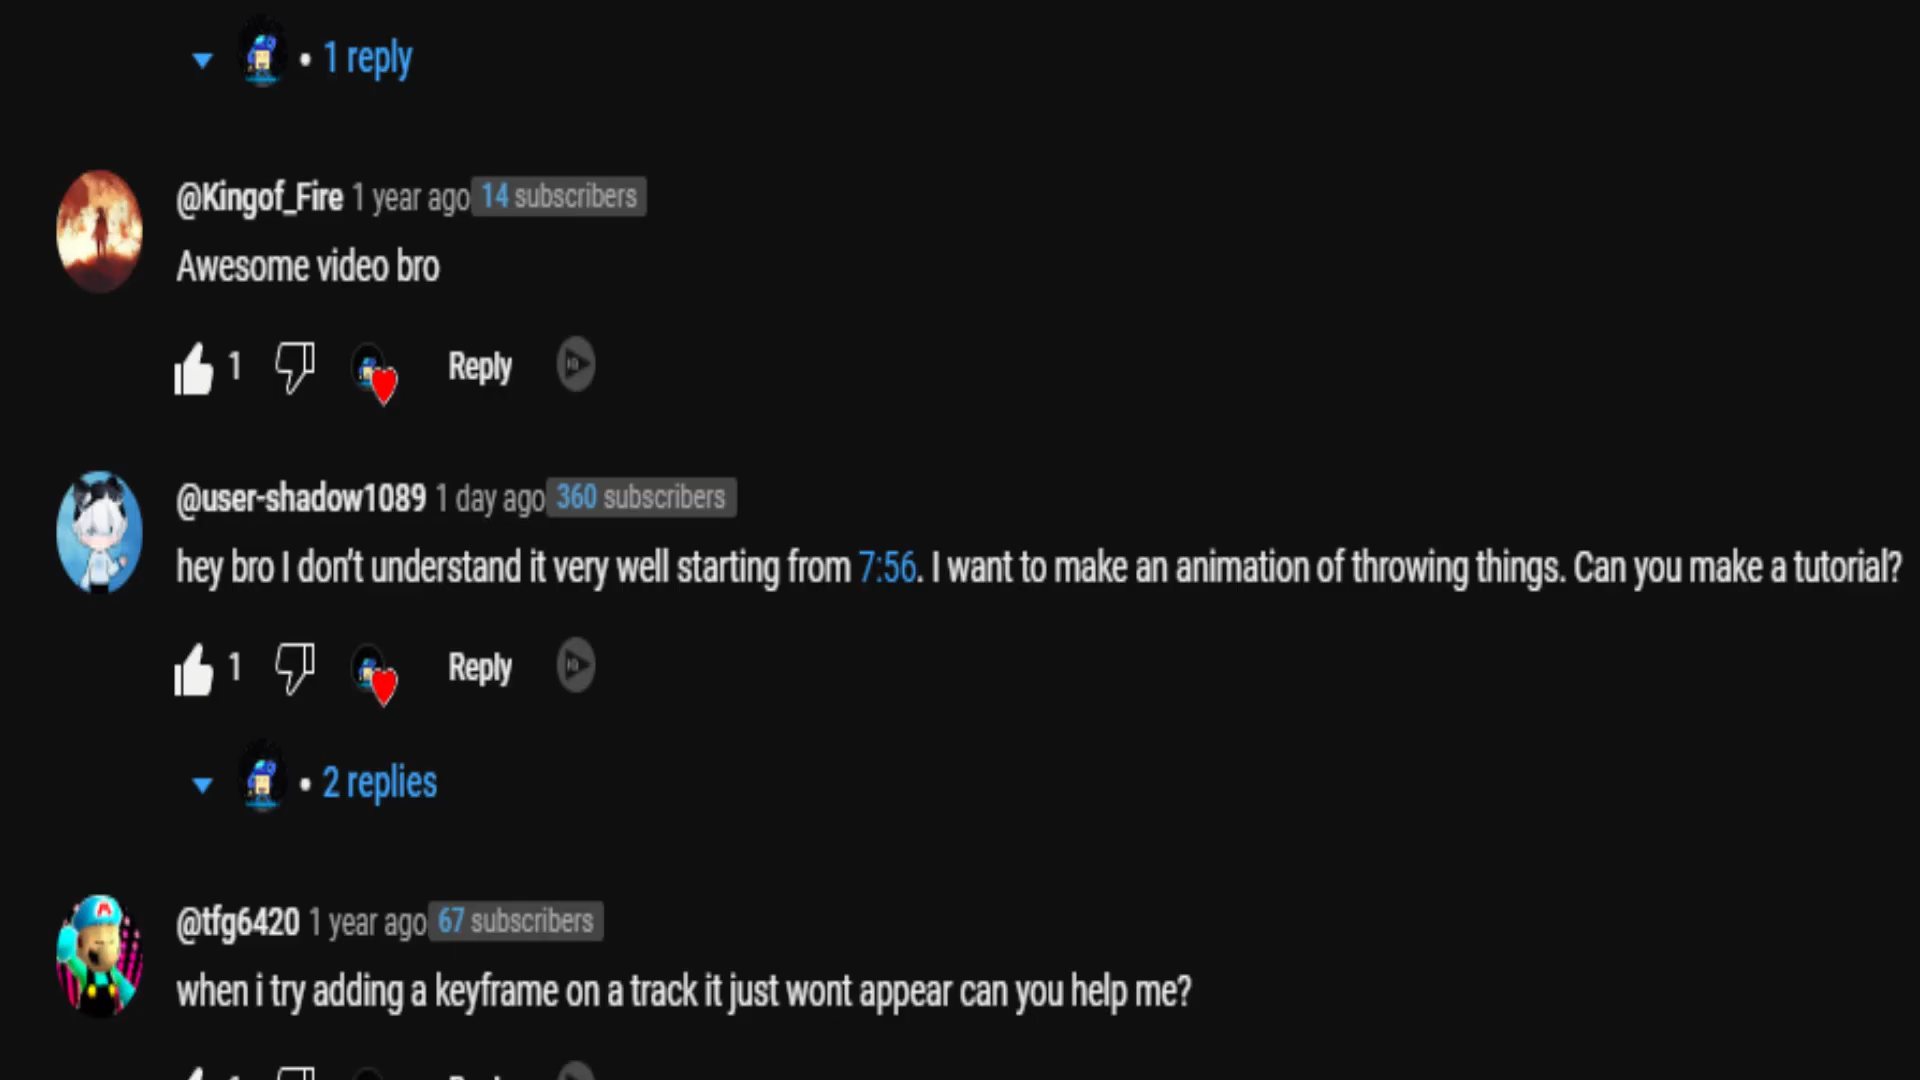 • 1 reply
@Kingof_Fire 1 year ago 14 subscribers
Awesome video bro
1 Reply
@user-shadow1089 1 day ago 360 subscribers
hey bro I don't understand it very well starting from 7:56. I want to make an animation of throwing things. Can you make a tutorial?
1 Reply
• 2 replies
@tfg6420 1 year ago 67 subscribers
when i try adding a keyframe on a track it just wont appear can you help me?